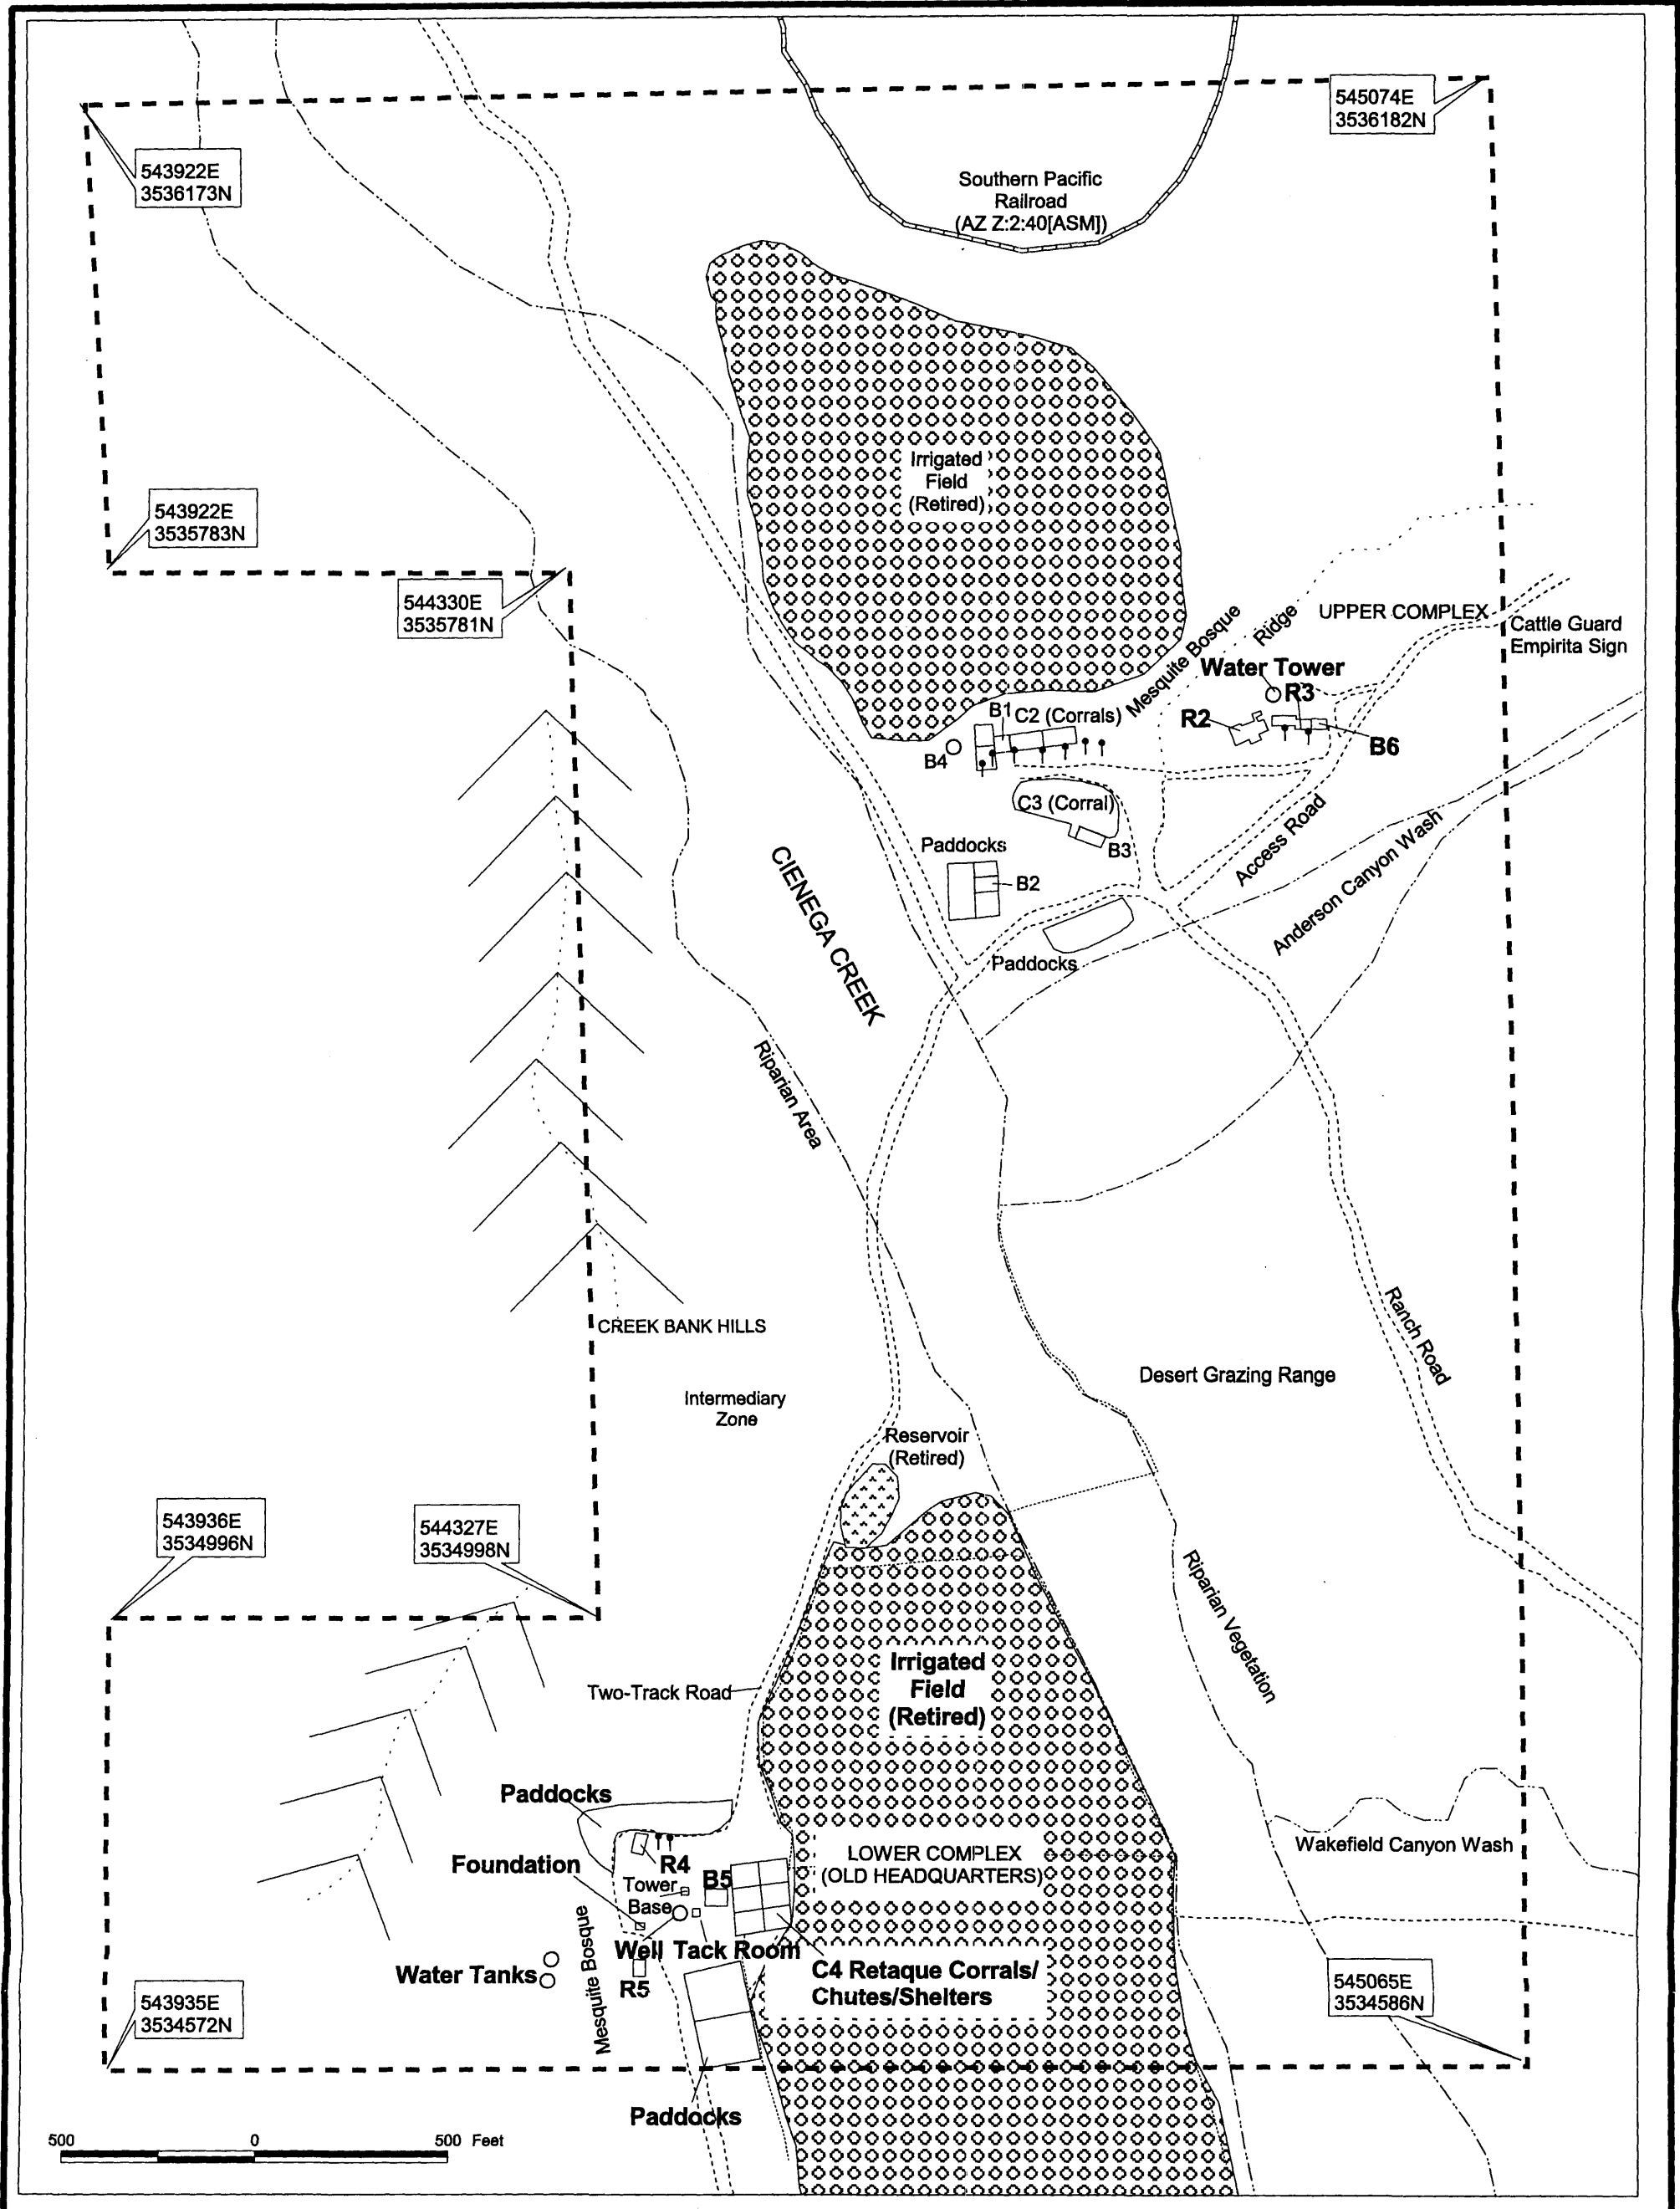 545074E
3536182N
543922E
3536173N
Southern Pacific
Railroad
(AZ Z:2:40[ASM])
Irrigated
Field
(Retired)
543922E
3535783N
544330E
3535781N
Mesquite Bosque
Ridge
UPPER COMPLEX
Cattle Guard
Empirita Sign
Water Tower
R3
R2
B6
B1
C2 (Corrals)
B4
C3 (Corral)
B3
Paddocks
B2
Access Road
Anderson Canyon Wash
Paddocks
CIENEGA CREEK
Riparian Area
CREEK BANK HILLS
Ranch Road
Desert Grazing Range
Intermediary
Zone
Reservoir
(Retired)
543936E
3534996N
544327E
3534998N
Riparian Vegetation
Irrigated
Field
(Retired)
Two-Track Road
Paddocks
Wakefield Canyon Wash
LOWER COMPLEX
(OLD HEADQUARTERS)
Foundation
R4
Tower
Base
B5
Mesquite Bosque
Well
Tack Room
Water Tanks
R5
C4 Retaque Corrals/
Chutes/Shelters
543935E
3534572N
545065E
3534586N
Paddocks
500 0 500 Feet